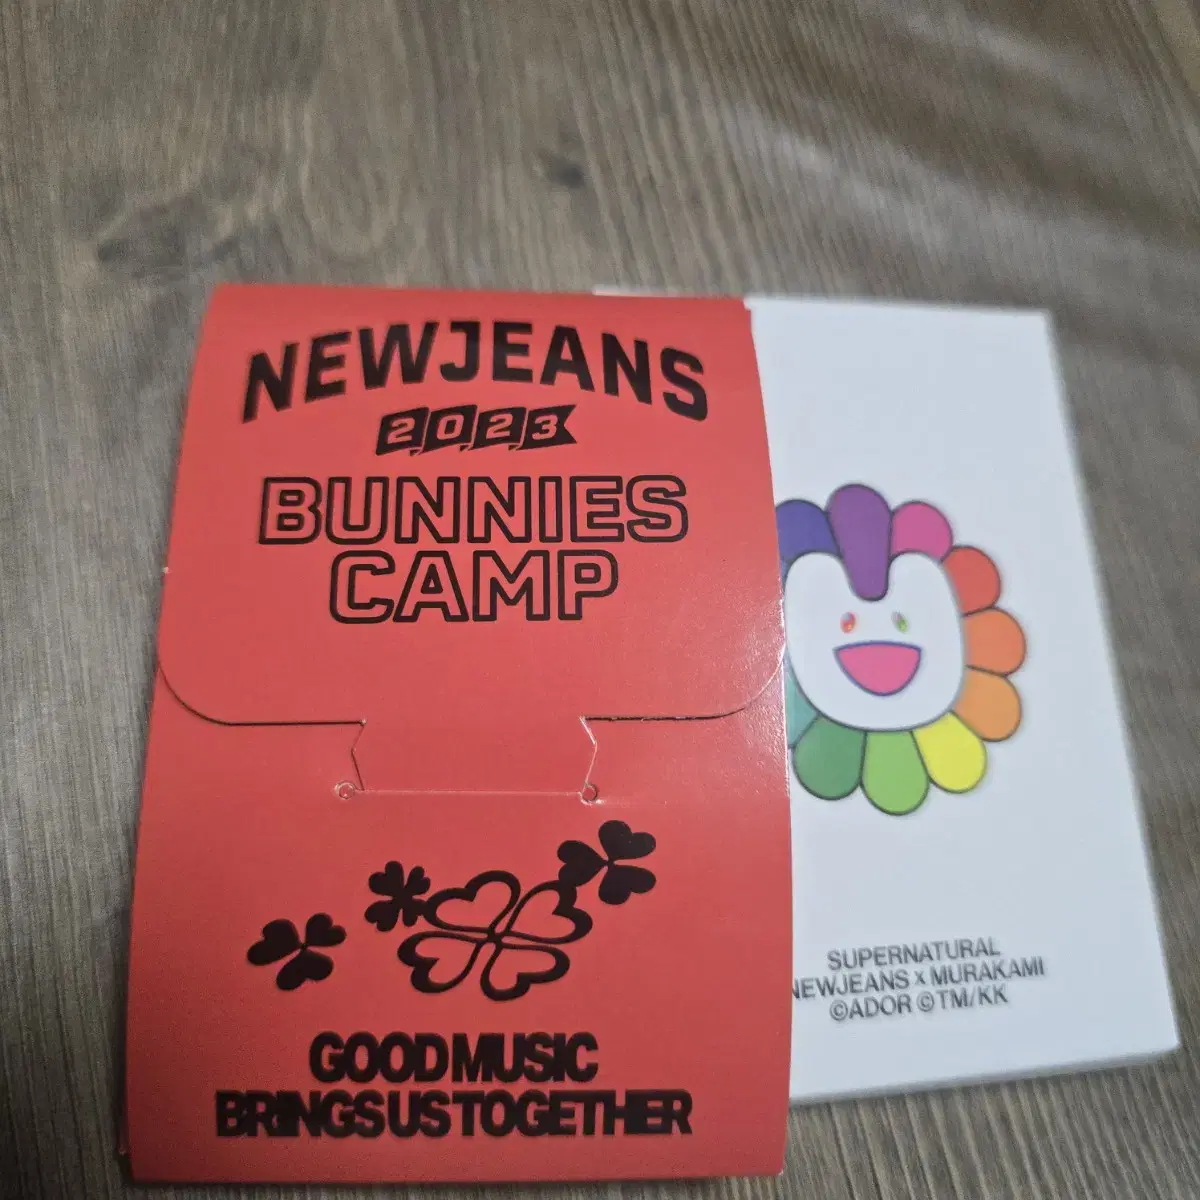 NEWJEANS
2023
BUNNIES
CAMP
GOOD MUSIC
BRINGS US TOGETHER
SUPERNATURAL
NEWJEANS x MURAKAMI
©ADOR ©TM/KK